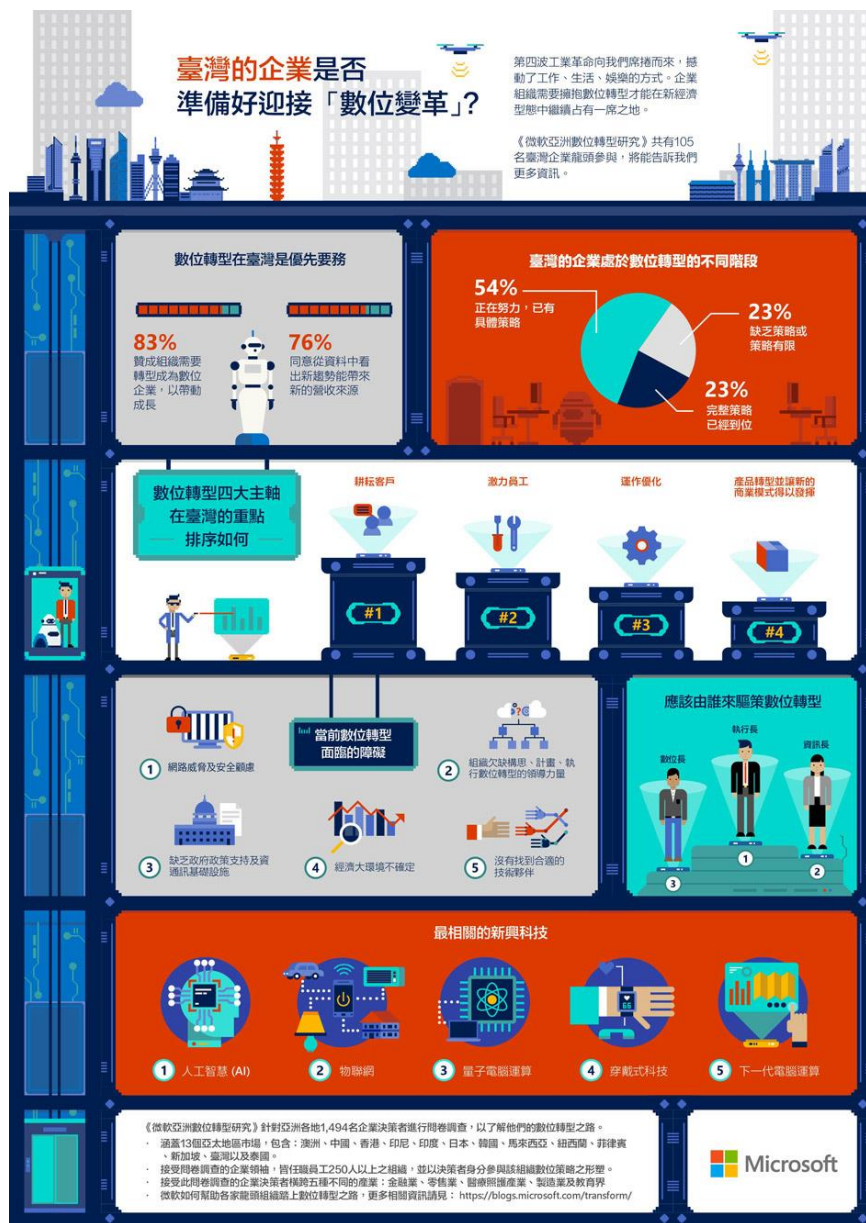 臺灣的企業是否
準備好迎接「數位變革」?
第四波工業革命向我們席捲而來，撼
動了工作、生活、娛樂的方式。企業
組織需要擁抱數位轉型才能在新經濟
型態中繼續占有一席之地。
《微軟亞洲數位轉型研究》共有105
名臺灣企業龍頭參與，將能告訴我們
更多資訊。
數位轉型在臺灣是優先要務
83%
贊成組織需要
轉型成為數位
企業，以帶動
成長
76%
同意從資料中看
出新趨勢能帶來
新的營收來源
臺灣的企業處於數位轉型的不同階段
54%
正在努力，已有
具體策略
23%
缺乏策略或
策略有限
23%
完整策略
已經到位
數位轉型四大主軸
在臺灣的重點
排序如何
耕耘客戶
#1
激力員工
#2
運作優化
#3
產品轉型並讓新的
商業模式得以發揮
#4
當前數位轉型
面臨的障礙
1 網路威脅及安全顧慮
2 組織欠缺構思、計畫、執
行數位轉型的領導力量
3 缺乏政府政策支持及資
通訊基礎設施
4 經濟大環境不確定
5 沒有找到合適的
技術夥伴
應該由誰來驅策數位轉型
數位長
執行長
資訊長
3
1
2
最相關的新興科技
66
1 人工智慧 (AI)
2 物聯網
3 量子電腦運算
4 穿戴式科技
5 下一代電腦運算
《微軟亞洲數位轉型研究》針對亞洲各地1,494名企業決策者進行問卷調查，以了解他們的數位轉型之路。
· 涵蓋13個亞太地區市場，包含：澳洲、中國、香港、印尼、印度、日本、韓國、馬來西亞、紐西蘭、菲律賓
、新加坡、臺灣以及泰國。
· 接受問卷調查的企業領袖，皆任職員工250人以上之組織，並以決策者身分參與該組織數位策略之形塑。
· 接受此問卷調查的企業決策者橫跨五種不同的產業：金融業、零售業、醫療照護產業、製造業及教育界
· 微軟如何幫助各家龍頭組織踏上數位轉型之路，更多相關資訊請見： https://blogs.microsoft.com/transform/
Microsoft